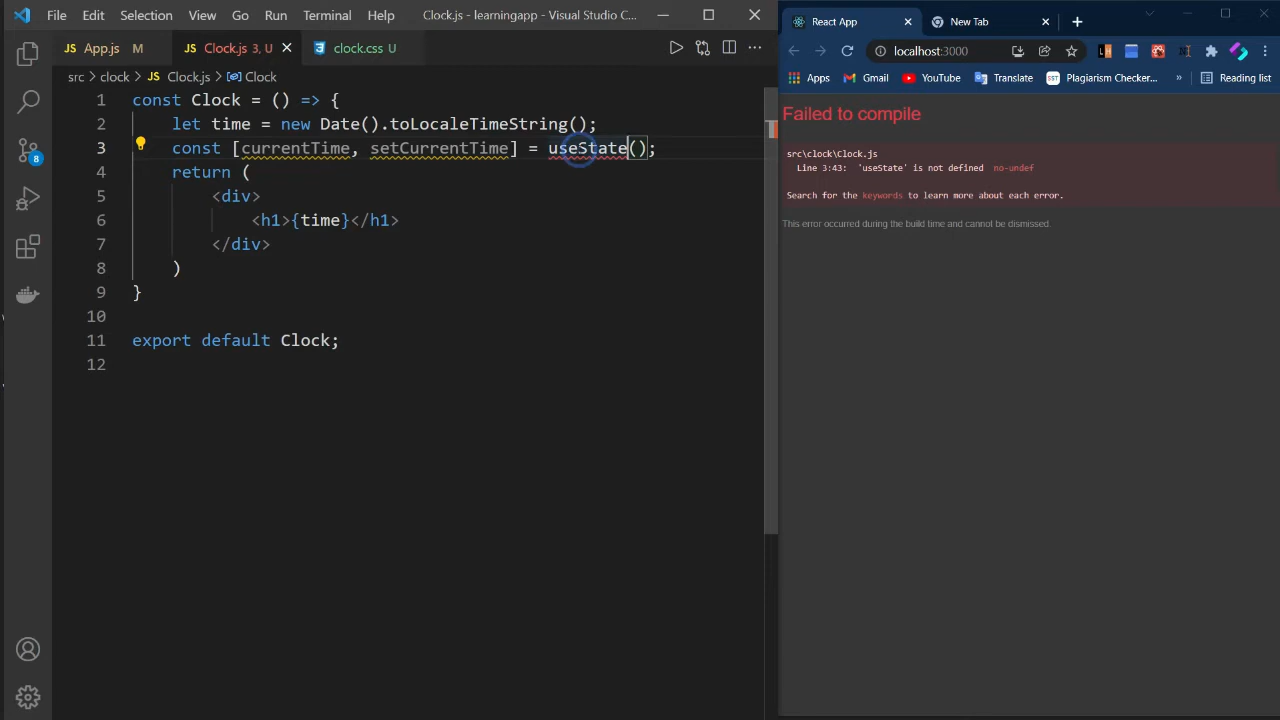 File Edit Selection View Go Run Terminal Help Clock.js - learningapp - Visual Studio C...
App.js M Clock.js 3, U clock.css U
src > clock > Clock.js > Clock
1 const Clock = () => {
2 let time = new Date().toLocaleTimeString();
3 const [currentTime, setCurrentTime] = useState();
4 return (
5 <div>
6 <h1>{time}</h1>
7 </div>
8 )
9 }
10
11 export default Clock;
12
8
React App New Tab
localhost:3000
Apps Gmail YouTube Translate SST Plagiarism Checker... » Reading list
Failed to compile
src\clock\Clock.js
Line 3:43: 'useState' is not defined no-undef
Search for the keywords to learn more about each error.
This error occurred during the build time and cannot be dismissed.